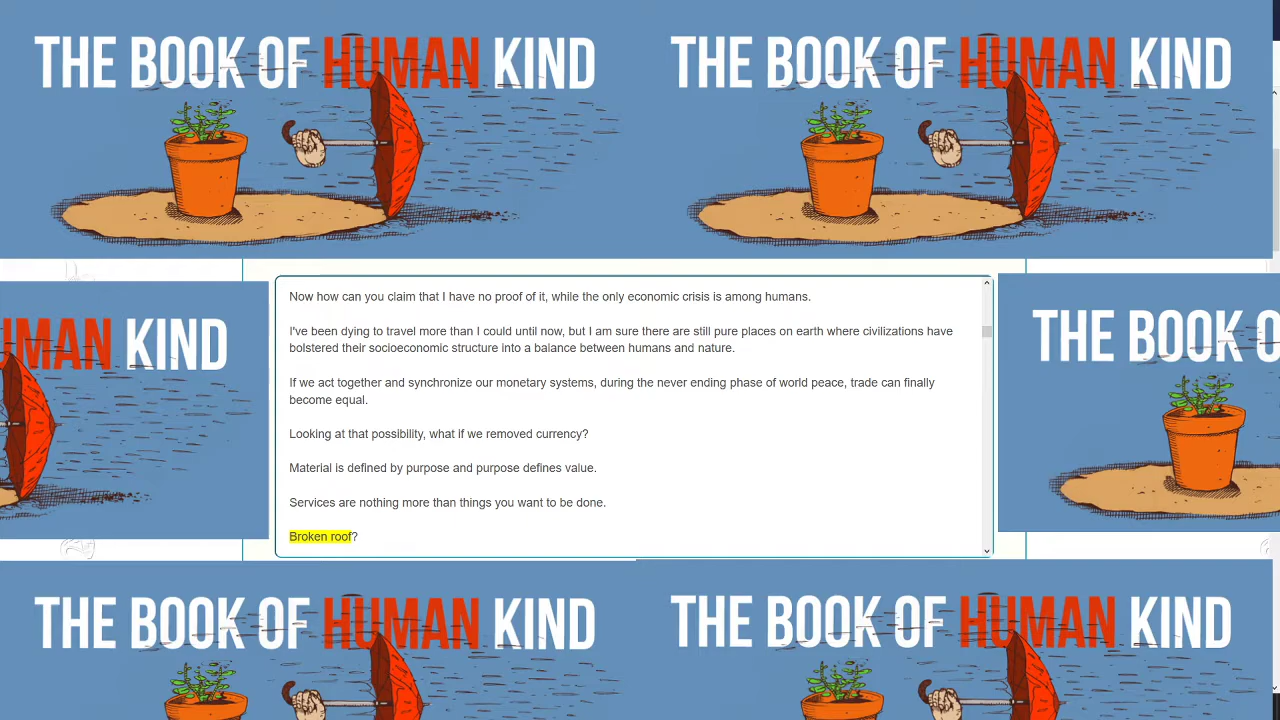 THE BOOK OF HUMAN KIND
THE BOOK OF HUMAN KIND
Now how can you claim that I have no proof of it, while the only economic crisis is among humans.
I've been dying to travel more than I could until now, but I am sure there are still pure places on earth where civilizations have
bolstered their socioeconomic structure into a balance between humans and nature.
If we act together and synchronize our monetary systems, during the never ending phase of world peace, trade can finally
become equal.
Looking at that possibility, what if we removed currency?
Material is defined by purpose and purpose defines value.
Services are nothing more than things you want to be done.
Broken roof?
MAN KIND
THE BOOK O
THE BOOK OF HUMAN KIND
THE BOOK OF HUMAN KIND